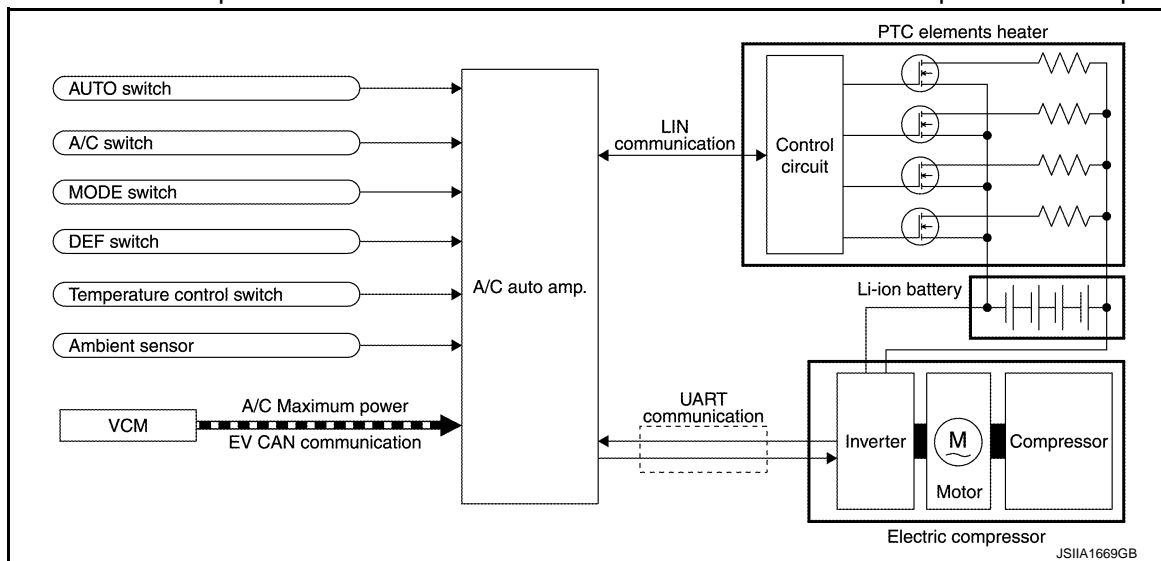 PTC elements heater
AUTO switch
A/C switch
MODE switch
DEF switch
Temperature control switch
Ambient sensor
VCM
A/C Maximum power
EV CAN communication
A/C auto amp.
LIN
communication
Control
circuit
Li-ion battery
UART
communication
Inverter
M
Motor
Compressor
Electric compressor
JSIIA1669GB